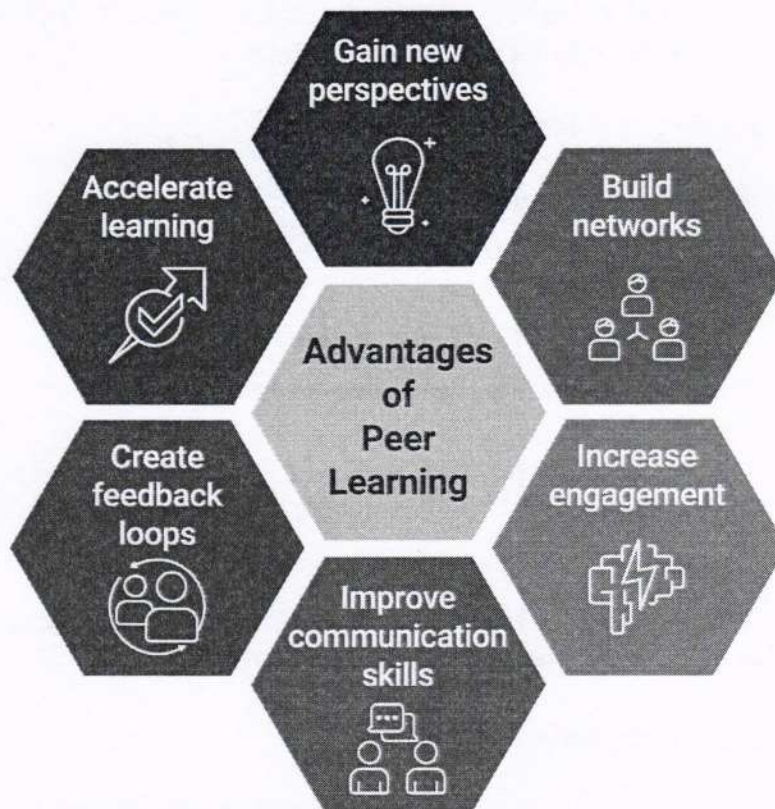 Gain new
perspectives
Accelerate
learning
Build
networks
Advantages
of
Peer
Learning
Create
feedback
loops
Increase
engagement
Improve
communication
skills